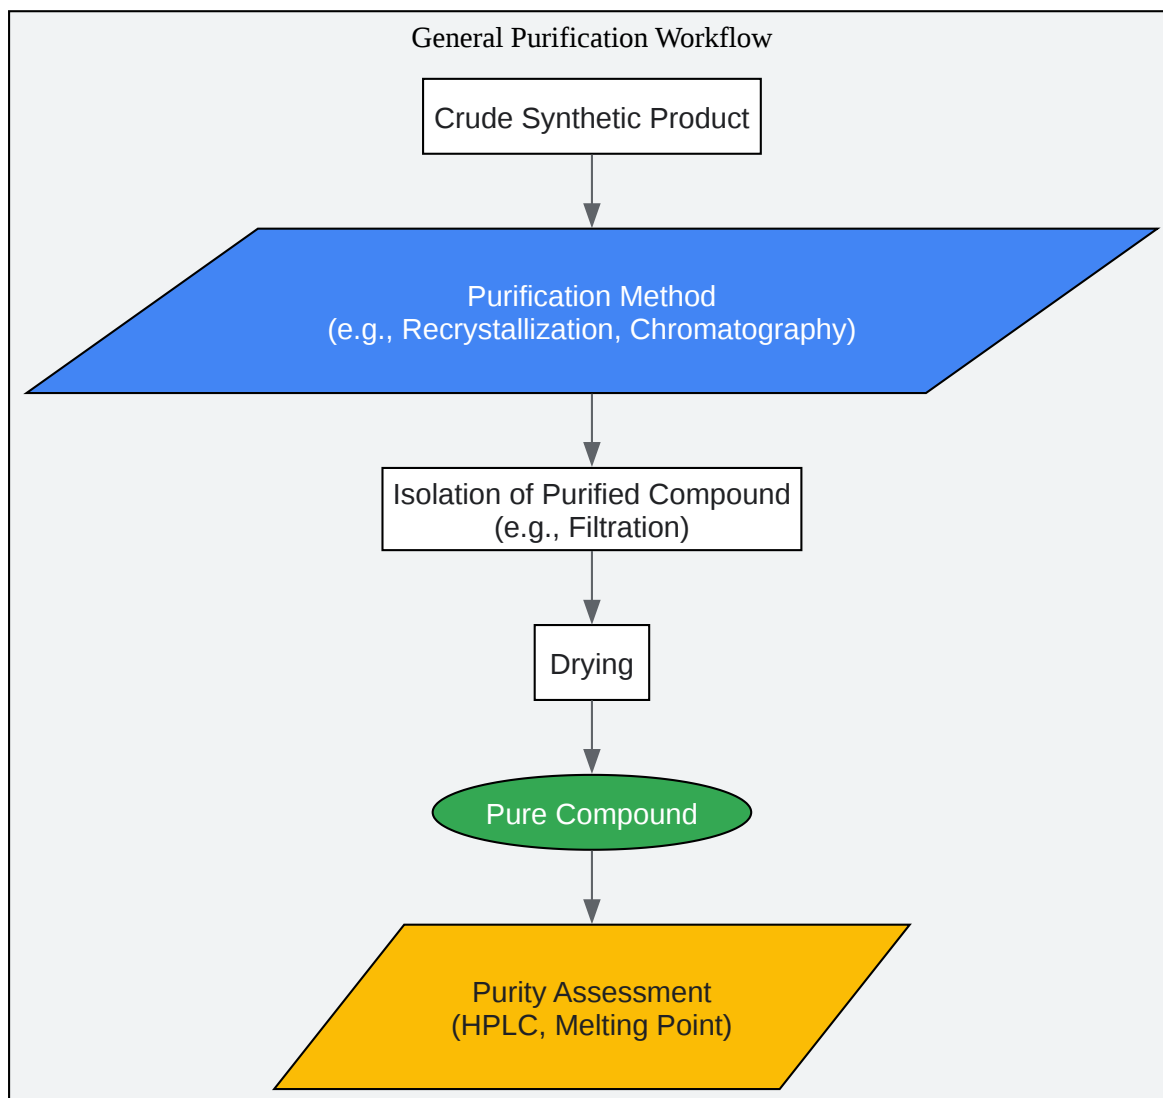 General Purification Workflow
Crude Synthetic Product
Purification Method
(e.g., Recrystallization, Chromatography)
Isolation of Purified Compound
(e.g., Filtration)
Drying
Pure Compound
Purity Assessment
(HPLC, Melting Point)